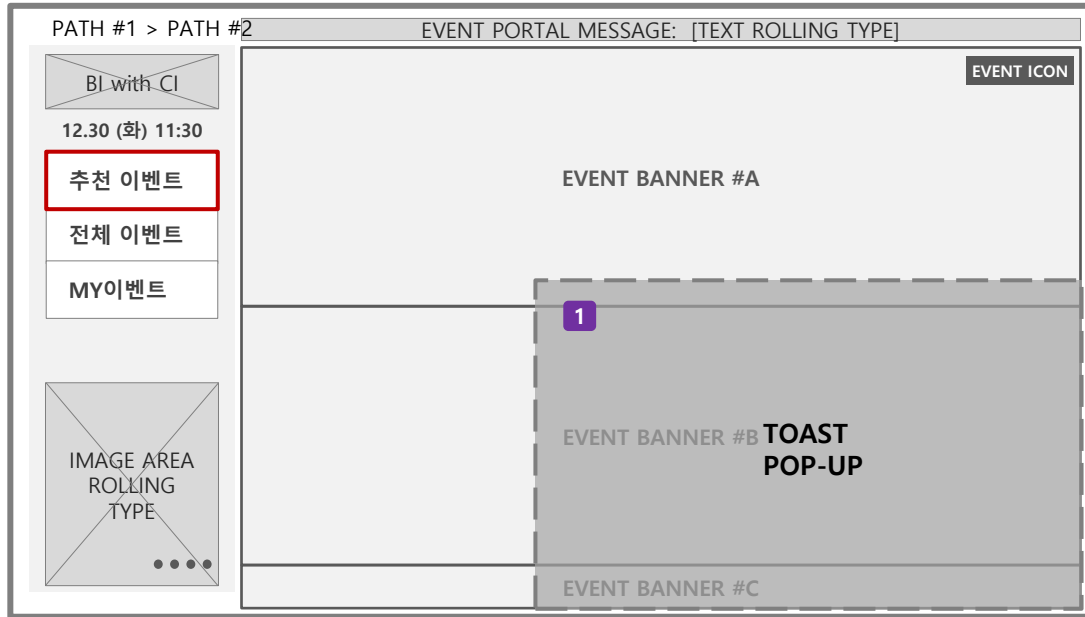 PATH #1 > PATH #2
EVENT PORTAL MESSAGE: [TEXT ROLLING TYPE]
BI with CI
12.30 (화) 11:30
추천 이벤트
전체 이벤트
MY이벤트
IMAGE AREA
ROLLING
TYPE
EVENT ICON
EVENT BANNER #A
1
EVENT BANNER #B
TOAST
POP-UP
EVENT BANNER #C